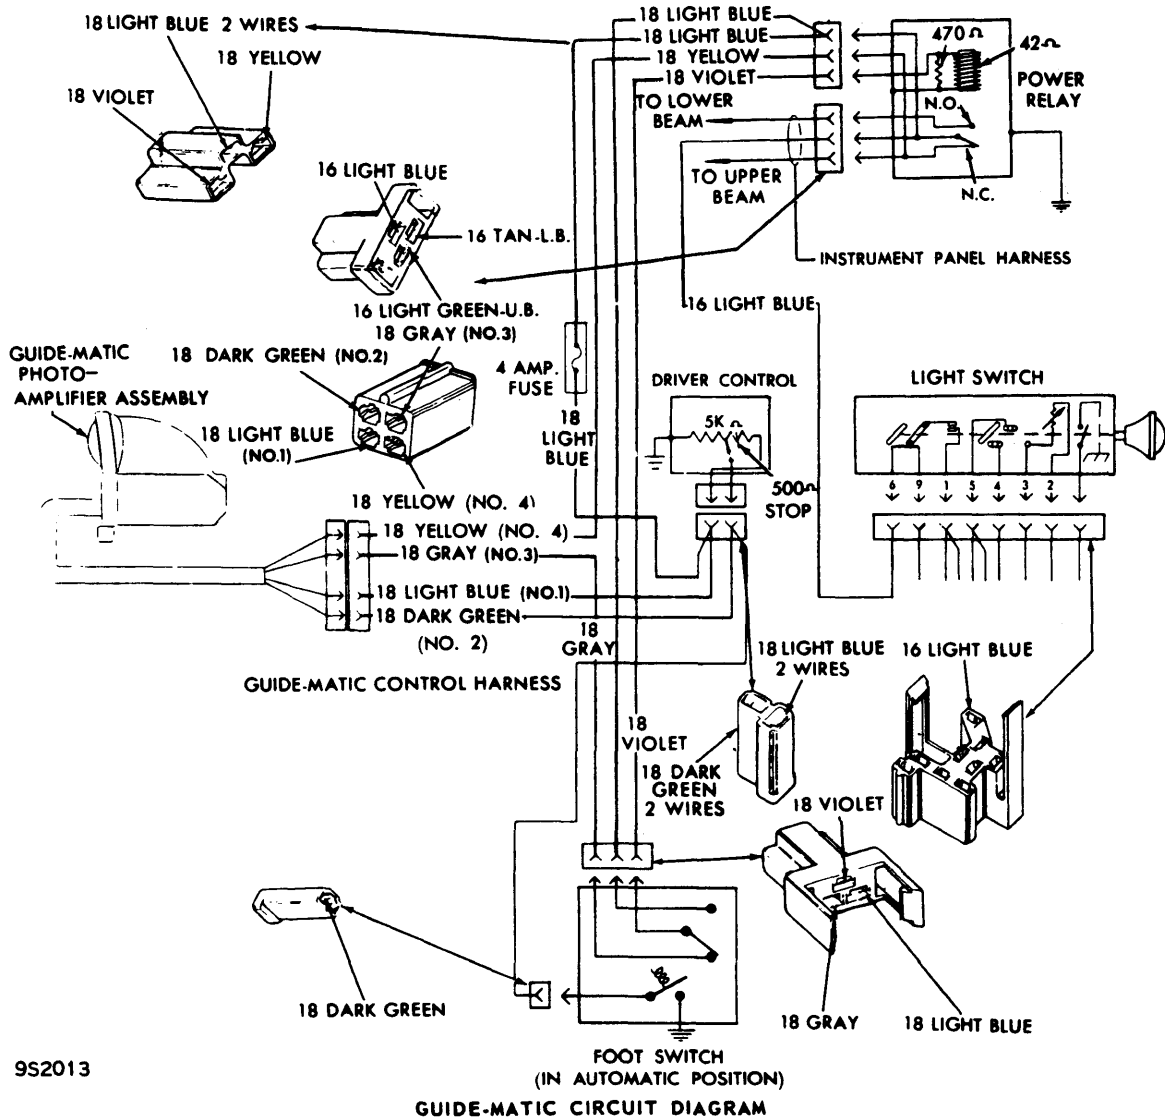 18 LIGHT BLUE 2 WIRES
18 YELLOW
18 VIOLET
18 LIGHT BLUE
18 LIGHT BLUE
18 YELLOW
18 VIOLET
TO LOWER
BEAM
470Ω
42Ω
POWER
RELAY
N.O.
N.C.
TO UPPER
BEAM
16 LIGHT BLUE
16 TAN-L.B.
16 LIGHT GREEN-U.B.
INSTRUMENT PANEL HARNESS
16 LIGHT BLUE
18 GRAY (NO.3)
18 DARK GREEN (NO.2)
GUIDE-MATIC
PHOTO-
AMPLIFIER ASSEMBLY
18 LIGHT BLUE
(NO.1)
18 YELLOW (NO. 4)
4 AMP.
FUSE
18
LIGHT
BLUE
DRIVER CONTROL
5K Ω
500Ω
STOP
LIGHT SWITCH
6 9 1 5 4 3 2
18 YELLOW (NO. 4)
18 GRAY (NO.3)
18 LIGHT BLUE (NO.1)
18 DARK GREEN
(NO. 2)
18
GRAY
GUIDE-MATIC CONTROL HARNESS
18 LIGHT BLUE
2 WIRES
16 LIGHT BLUE
18
VIOLET
18 DARK
GREEN
2 WIRES
18 VIOLET
18 DARK GREEN
18 GRAY
18 LIGHT BLUE
FOOT SWITCH
(IN AUTOMATIC POSITION)
9S2013
GUIDE-MATIC CIRCUIT DIAGRAM